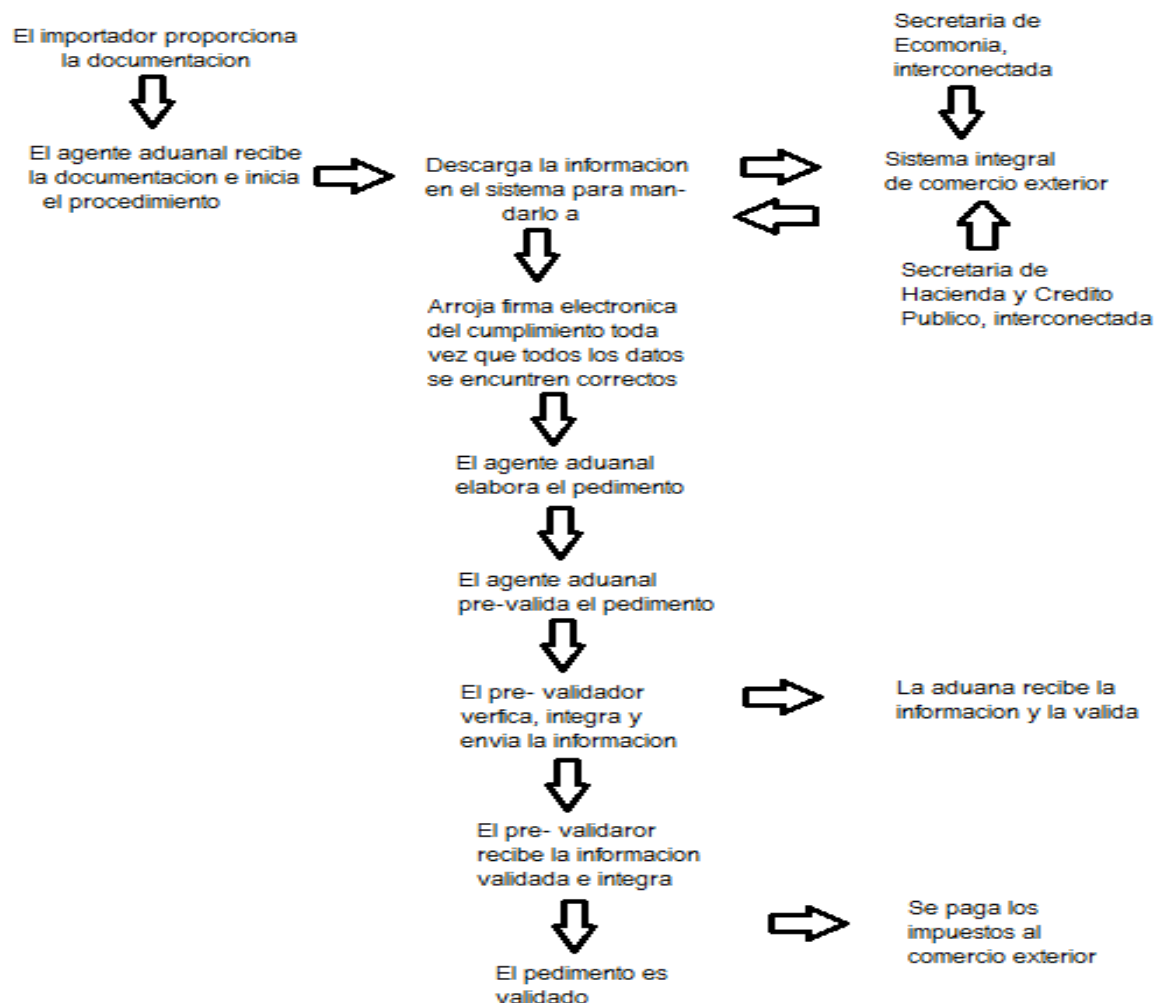 El importador proporciona
la documentacion
El agente aduanal recibe
la documentacion e inicia
el procedimiento
Descarga la informacion
en el sistema para man-
darlo a
Secretaria de
Ecomonia,
interconectada
Sistema integral
de comercio exterior
Secretaria de
Hacienda y Credito
Publico, interconectada
Arroja firma electronica
del cumplimiento toda
vez que todos los datos
se encuntren correctos
El agente aduanal
elabora el pedimento
El agente aduanal
pre-valida el pedimento
El pre- validador
verfica, integra y
envia la informacion
La aduana recibe la
informacion y la valida
El pre- validaror
recibe la informacion
validada e integra
Se paga los
impuestos al
comercio exterior
El pedimento es
validado